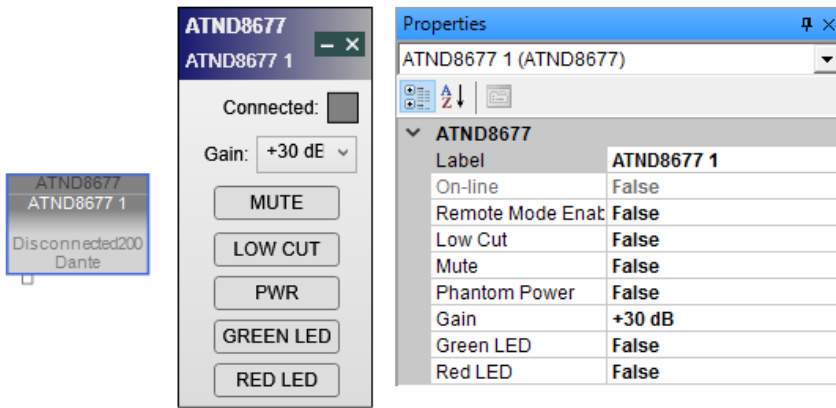 ATND8677
ATND8677 1
Disconnected200
Dante
ATND8677
ATND8677 1
Connected:
Gain: +30 dE
MUTE
LOW CUT
PWR
GREEN LED
RED LED
Properties
ATND8677 1 (ATND8677)
ATND8677
Label ATND8677 1
On-line False
Remote Mode Enab False
Low Cut False
Mute False
Phantom Power False
Gain +30 dB
Green LED False
Red LED False